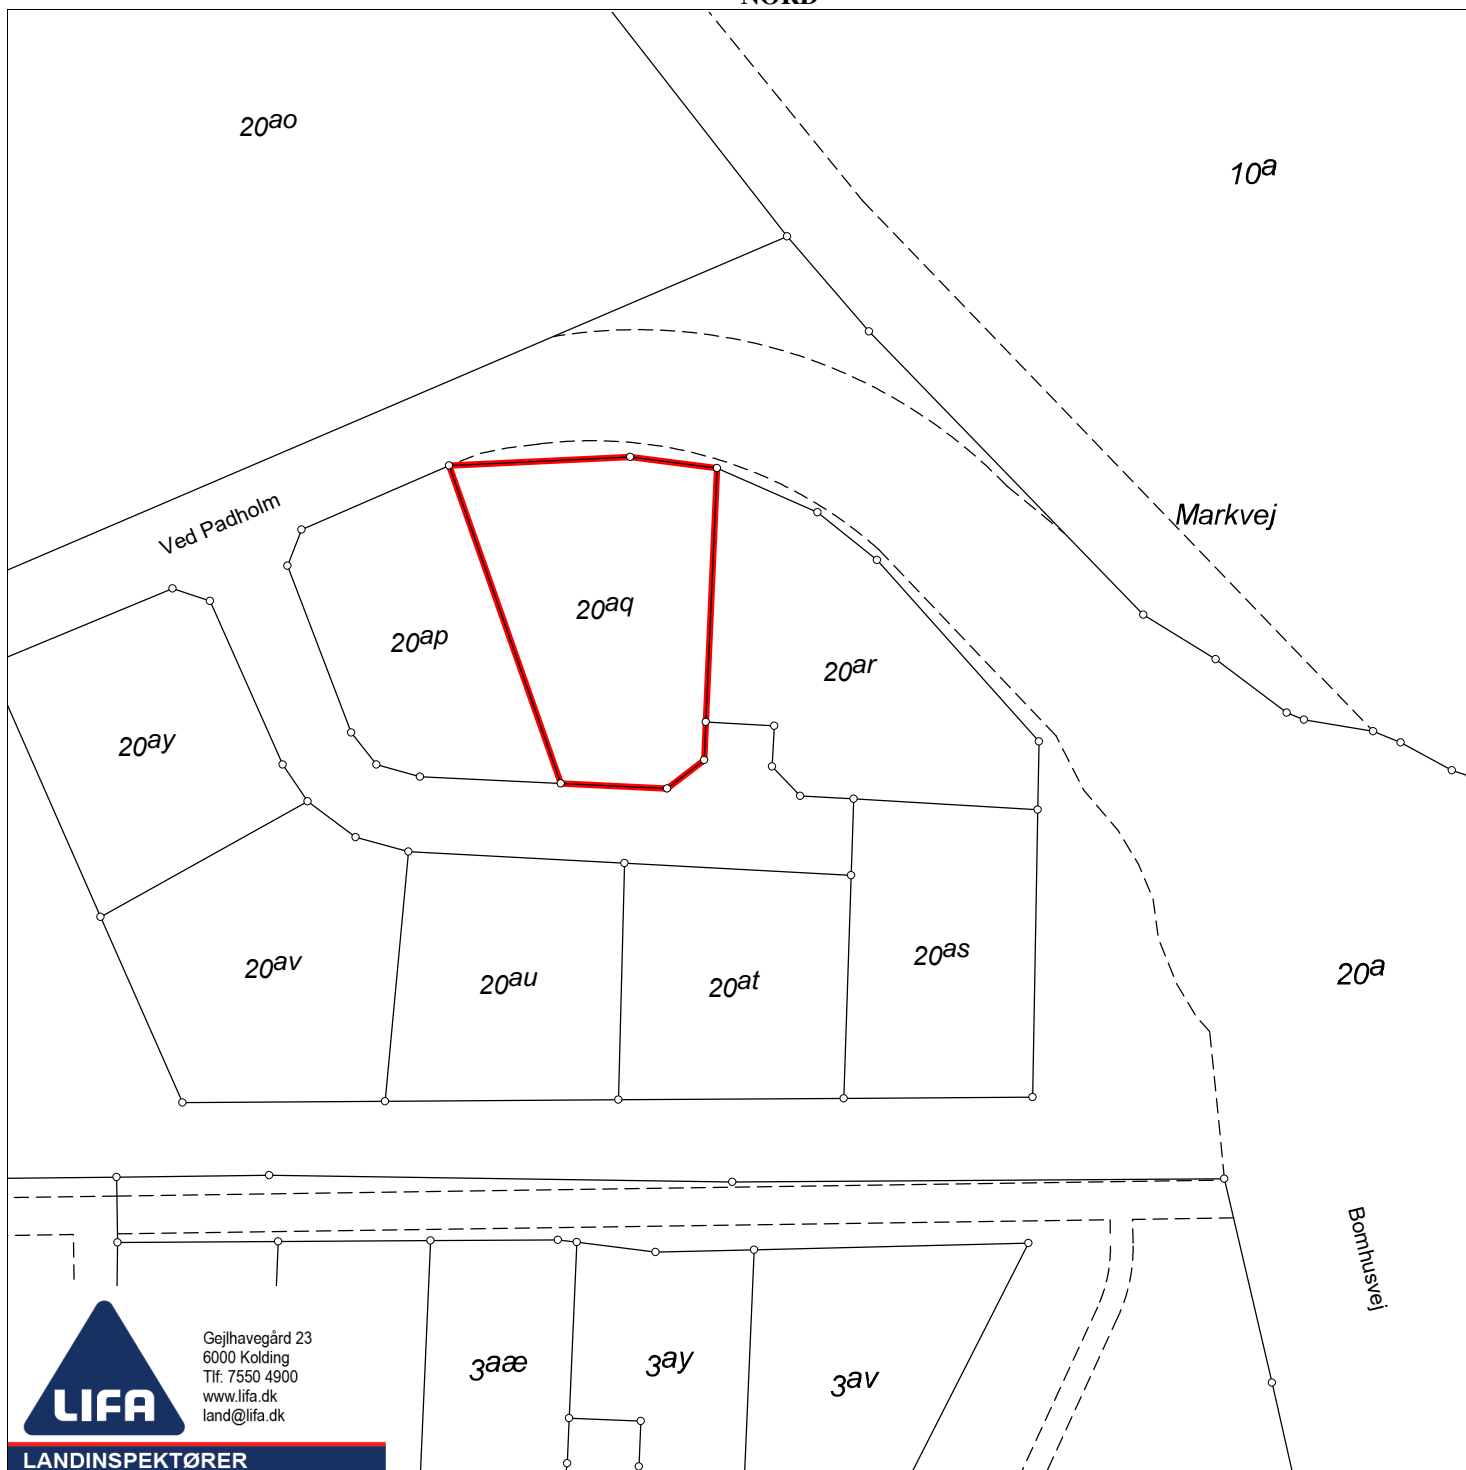 NORD
20ao
10a
Markvej
Ved Padholm
20aq
20ap
20ar
20ay
20av
20au
20at
20as
20a
Bomhusvej
3aæ
3ay
3av
Gejlhavegård 23
6000 Kolding
Tlf: 7550 4900
www.lifa.dk
land@lifa.dk
LIFA
LANDINSPEKTØRER